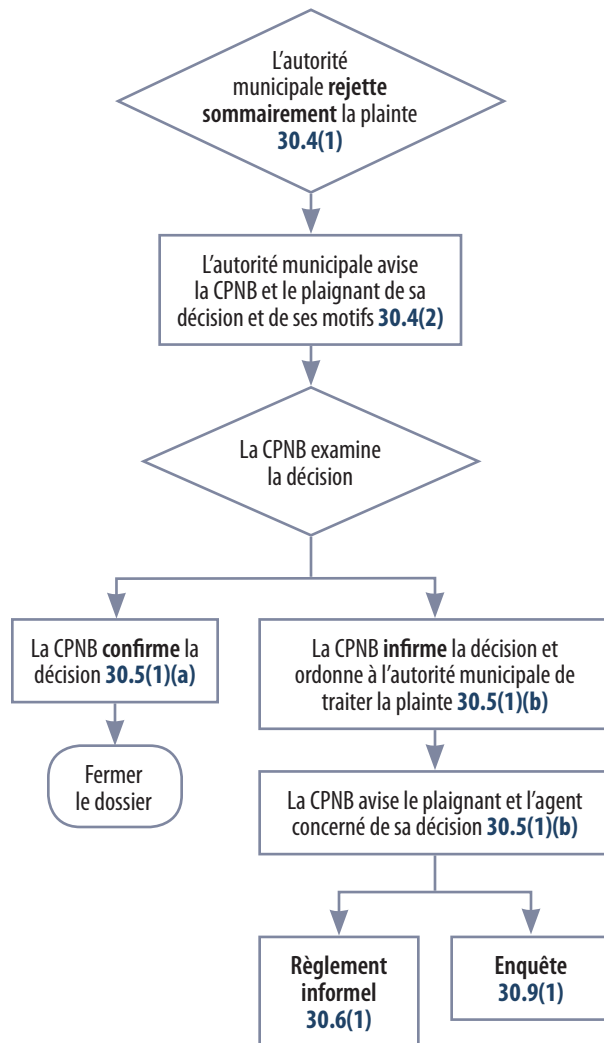 L'autorité
municipale rejette
sommairement la plainte
30.4(1)
L'autorité municipale avise
la CPNB et le plaignant de sa
décision et de ses motifs 30.4(2)
La CPNB examine
la décision
La CPNB confirme la
décision 30.5(1)(a)
Fermer
le dossier
La CPNB infirme la décision et
ordonne à l'autorité municipale de
traiter la plainte 30.5(1)(b)
La CPNB avise le plaignant et l'agent
concerné de sa décision 30.5(1)(b)
Règlement
informel
30.6(1)
Enquête
30.9(1)